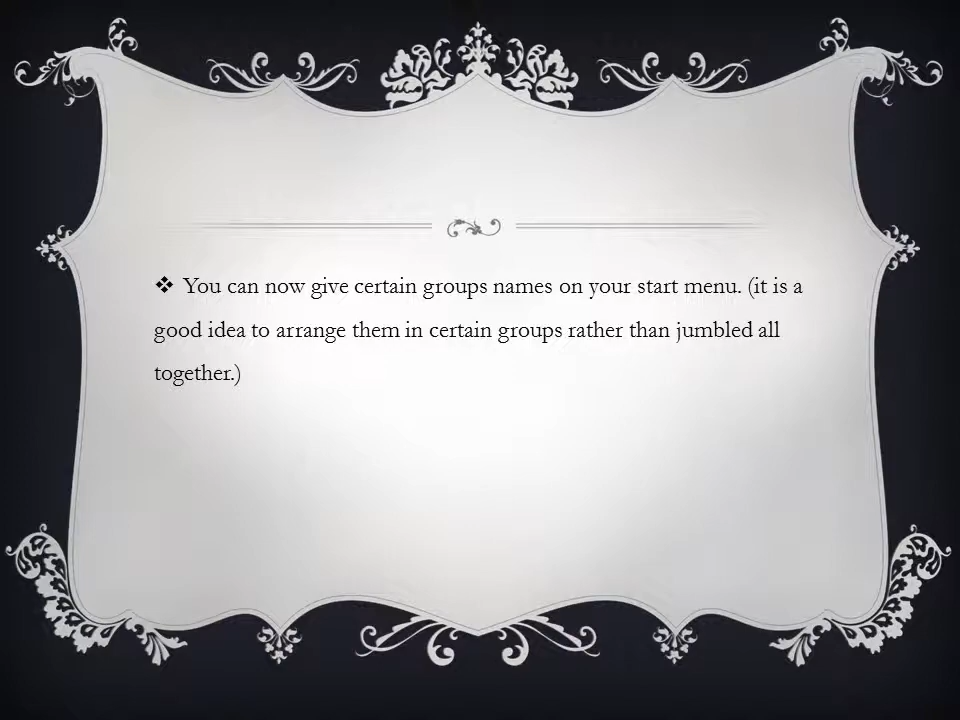 ❖ You can now give certain groups names on your start menu. (it is a
good idea to arrange them in certain groups rather than jumbled all
together.)